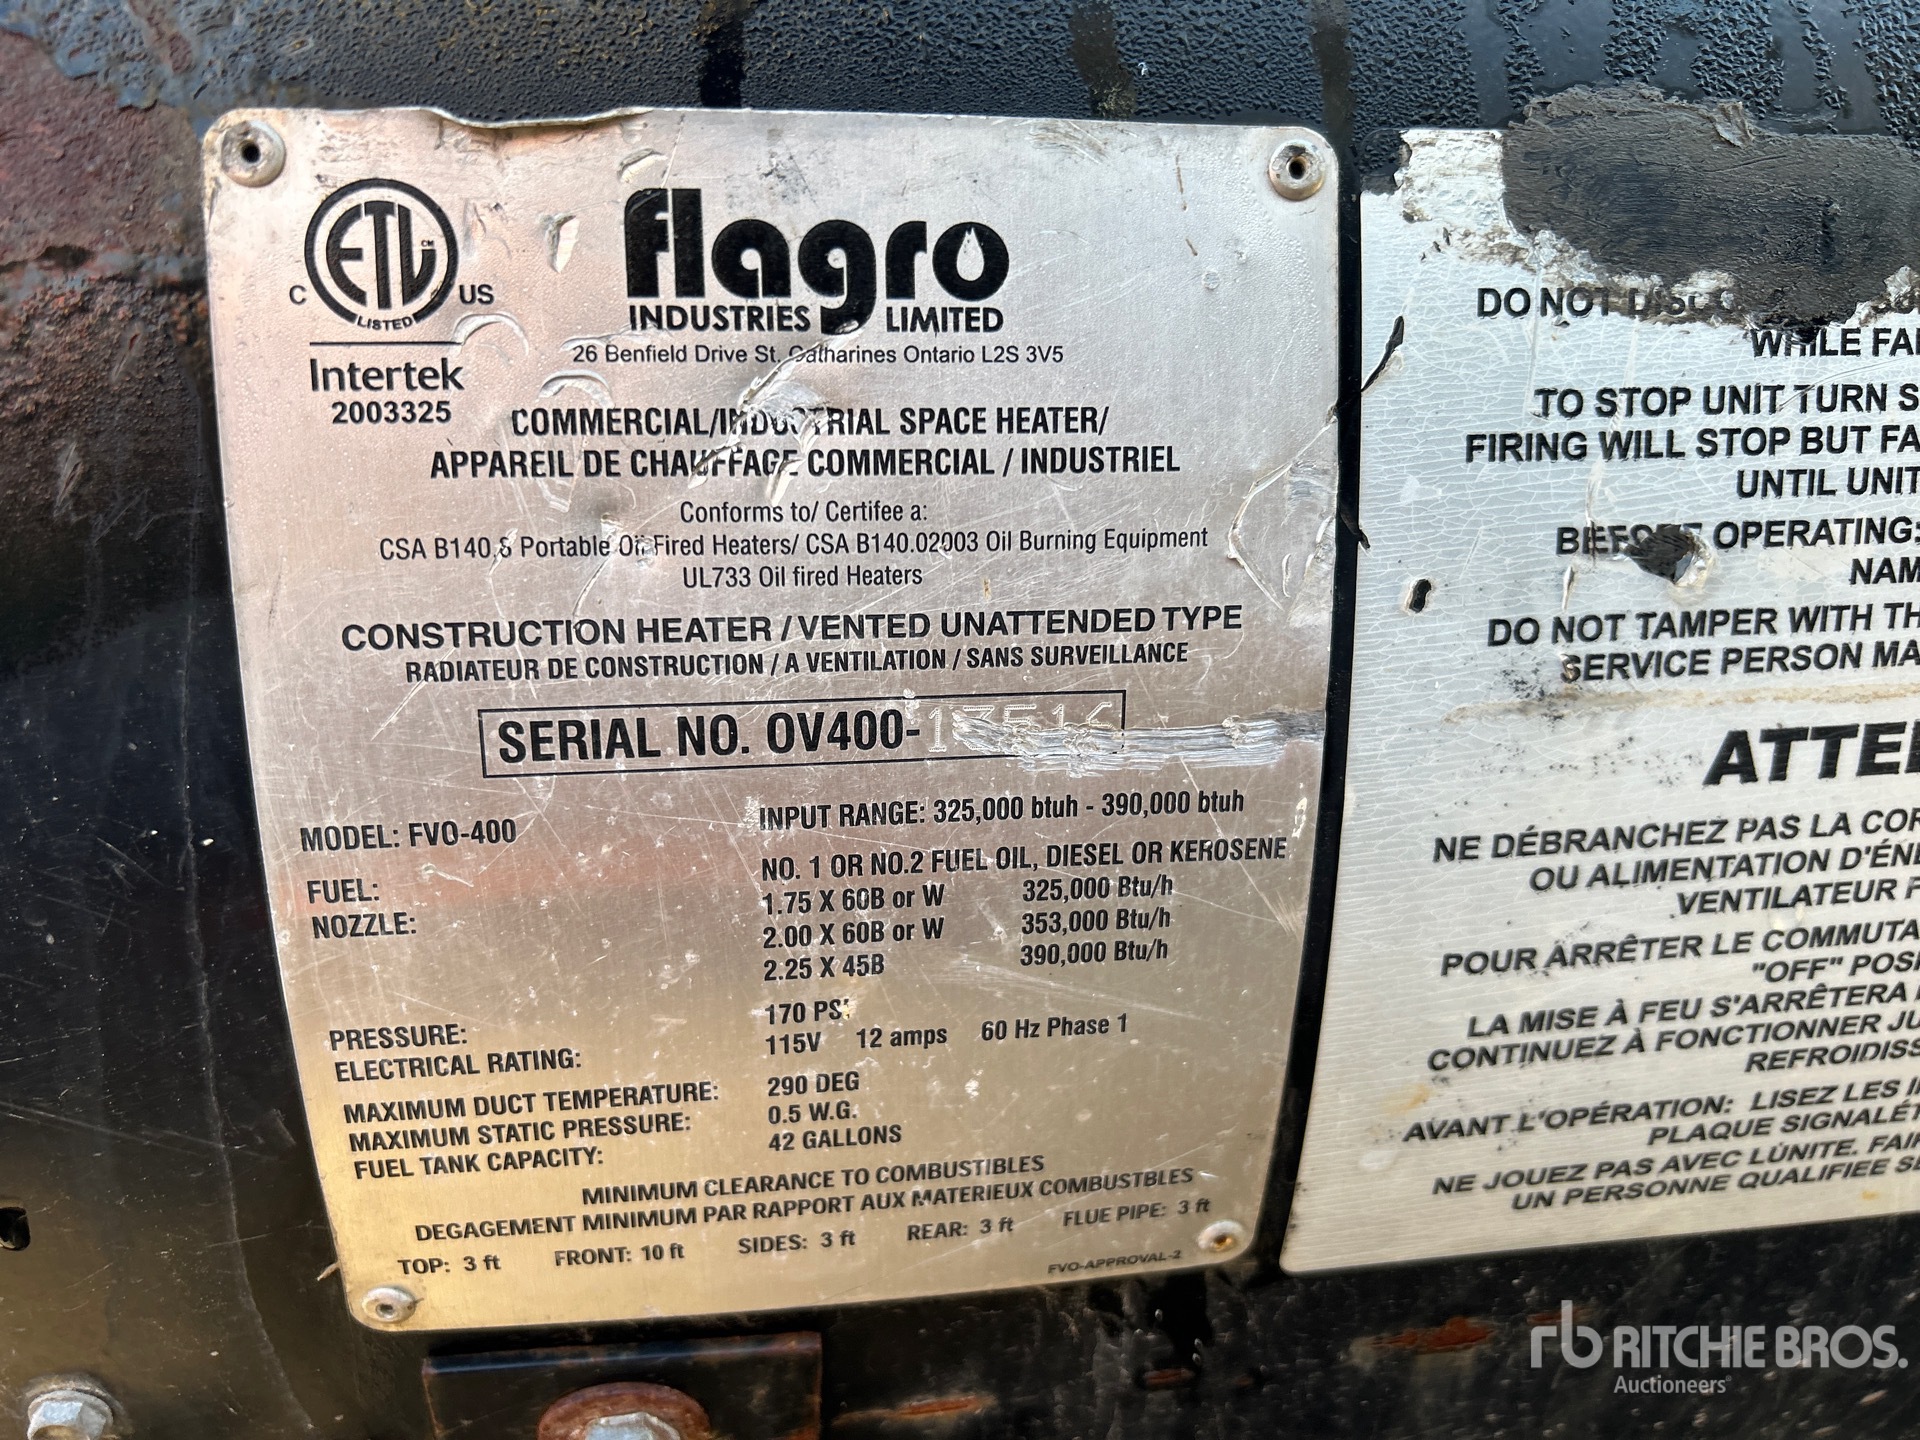 ETL
CM
LISTED
C
US
Intertek
2003325
flagro
INDUSTRIES LIMITED
26 Benfield Drive St. Catharines Ontario L2S 3V5
COMMERCIAL/INDUSTRIAL SPACE HEATER/
APPAREIL DE CHAUFFAGE COMMERCIAL / INDUSTRIEL
Conforms to/ Certifee a:
CSA B140.8 Portable Oil Fired Heaters/ CSA B140.02003 Oil Burning Equipment
UL733 Oil fired Heaters
CONSTRUCTION HEATER / VENTED UNATTENDED TYPE
RADIATEUR DE CONSTRUCTION / A VENTILATION / SANS SURVEILLANCE
SERIAL NO. OV400-
MODEL: FVO-400
INPUT RANGE: 325,000 btuh - 390,000 btuh
FUEL:
NO. 1 OR NO.2 FUEL OIL, DIESEL OR KEROSENE
NOZZLE:
1.75 X 60B or W 325,000 Btu/h
2.00 X 60B or W 353,000 Btu/h
2.25 X 45B 390,000 Btu/h
PRESSURE: 170 PSI
ELECTRICAL RATING: 115V 12 amps 60 Hz Phase 1
MAXIMUM DUCT TEMPERATURE: 290 DEG
MAXIMUM STATIC PRESSURE: 0.5 W.G.
FUEL TANK CAPACITY: 42 GALLONS
MINIMUM CLEARANCE TO COMBUSTIBLES
DEGAGEMENT MINIMUM PAR RAPPORT AUX MATERIEUX COMBUSTBLES
TOP: 3 ft FRONT: 10 ft SIDES: 3 ft REAR: 3 ft FLUE PIPE: 3 ft
FVO-APPROVAL-2
DO NOT
WHILE FA
TO STOP UNIT TURN S
FIRING WILL STOP BUT FA
UNTIL UNIT
BEFORE OPERATING:
NAM
DO NOT TAMPER WITH TH
SERVICE PERSON MA
ATTE
NE DÉBRANCHEZ PAS LA COR
OU ALIMENTATION D'ÉNE
VENTILATEUR F
POUR ARRÊTER LE COMMUTA
"OFF" POSI
LA MISE À FEU S'ARRÊTERA
CONTINUEZ À FONCTIONNER JU
REFROIDISS
AVANT L'OPÉRATION: LISEZ LES I
PLAQUE SIGNALÉT
NE JOUEZ PAS AVEC LÚNITE. FAI
UN PERSONNE QUALIFIEE SE
rb RITCHIE BROS.
Auctioneers